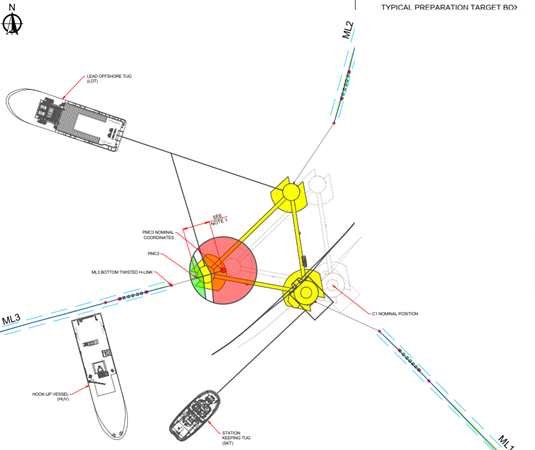 N
TYPICAL PREPARATION TARGET BOX
ML2
LEAD OFFSHORE TUG
(LOT)
SEE
NOTE 1
PMC3 NOMINAL
COORDINATES
PMC3
ML3 BOTTOM TWISTED H-LINK
ML3
C1 NOMINAL POSITION
HOOK-UP VESSEL
(HUV)
STATION
KEEPING TUG
(SKT)
ML1